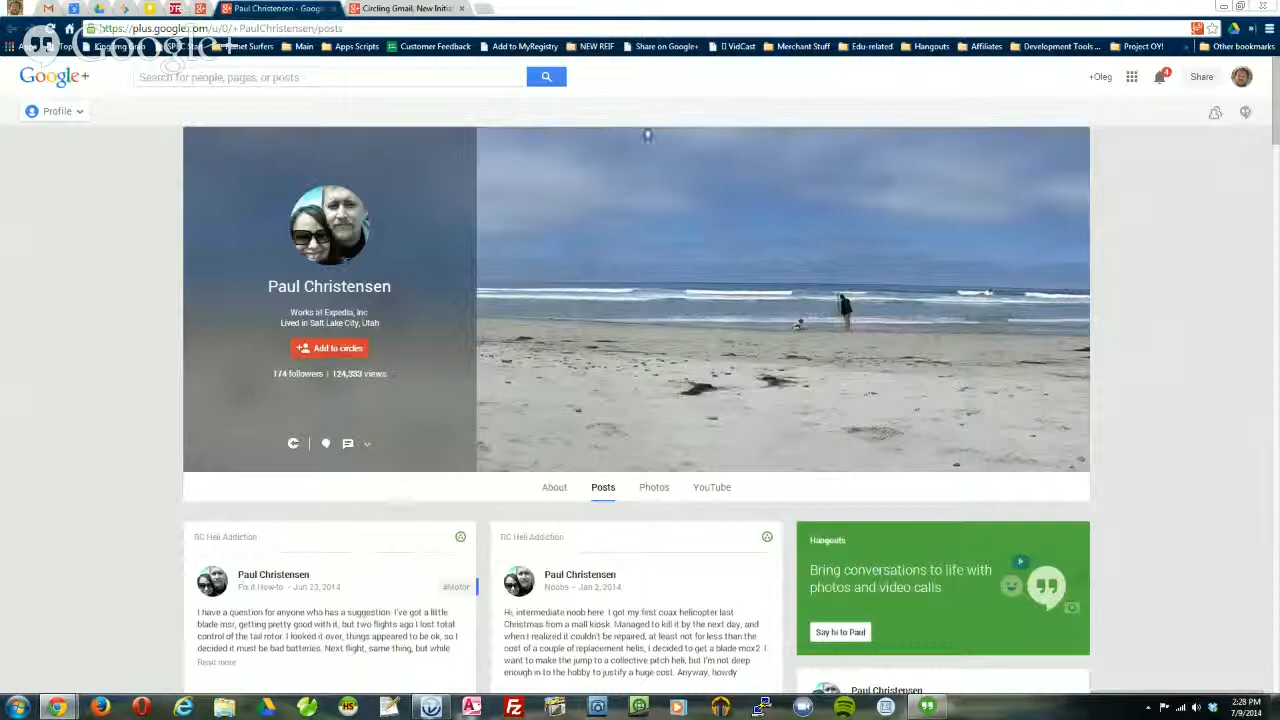 Paul Christensen - Google
Circling Gmail, New Initia
https://plus.google.com/u/0/+PaulChristensen/posts
Apps
Main
Apps Scripts
Customer Feedback
Add to MyRegistry
NEW REIF
Share on Google+
VidCast
Merchant Stuff
Edu-related
Hangouts
Affiliates
Development Tools ...
Project OY!
»
Other bookmarks
Google+
Search for people, pages, or posts
+Oleg
4
Share
Profile
Paul Christensen
Works at Expedia, Inc
Lived in Salt Lake City, Utah
Add to circles
174 followers | 124,333 views
About
Posts
Photos
YouTube
RC Heli Addiction
Paul Christensen
Fix it How-to - Jun 23, 2014
#Motor
I have a question for anyone who has a suggestion: I've got a little
blade msr, getting pretty good with it, but two flights ago I lost total
control of the tail rotor. I looked it over, things appeared to be ok, so I
decided it must be bad batteries. Next flight, same thing, but while
Read more
RC Heli Addiction
Paul Christensen
Noobs - Jan 2, 2014
Hi, intermediate noob here. I got my first coax helicopter last
Christmas from a mall kiosk. Managed to kill it by the next day, and
when I realized it couldn't be repaired, at least not for less than the
cost of a couple of replacement helis, i decided to get a blade mcx2. I
want to make the jump to a collective pitch heli, but I'm not deep
enough in to the hobby to justify a huge cost. Anyway, howdy
Hangouts
Bring conversations to life with
photos and video calls
Say hi to Paul
Paul Christensen
2:28 PM
7/9/2014